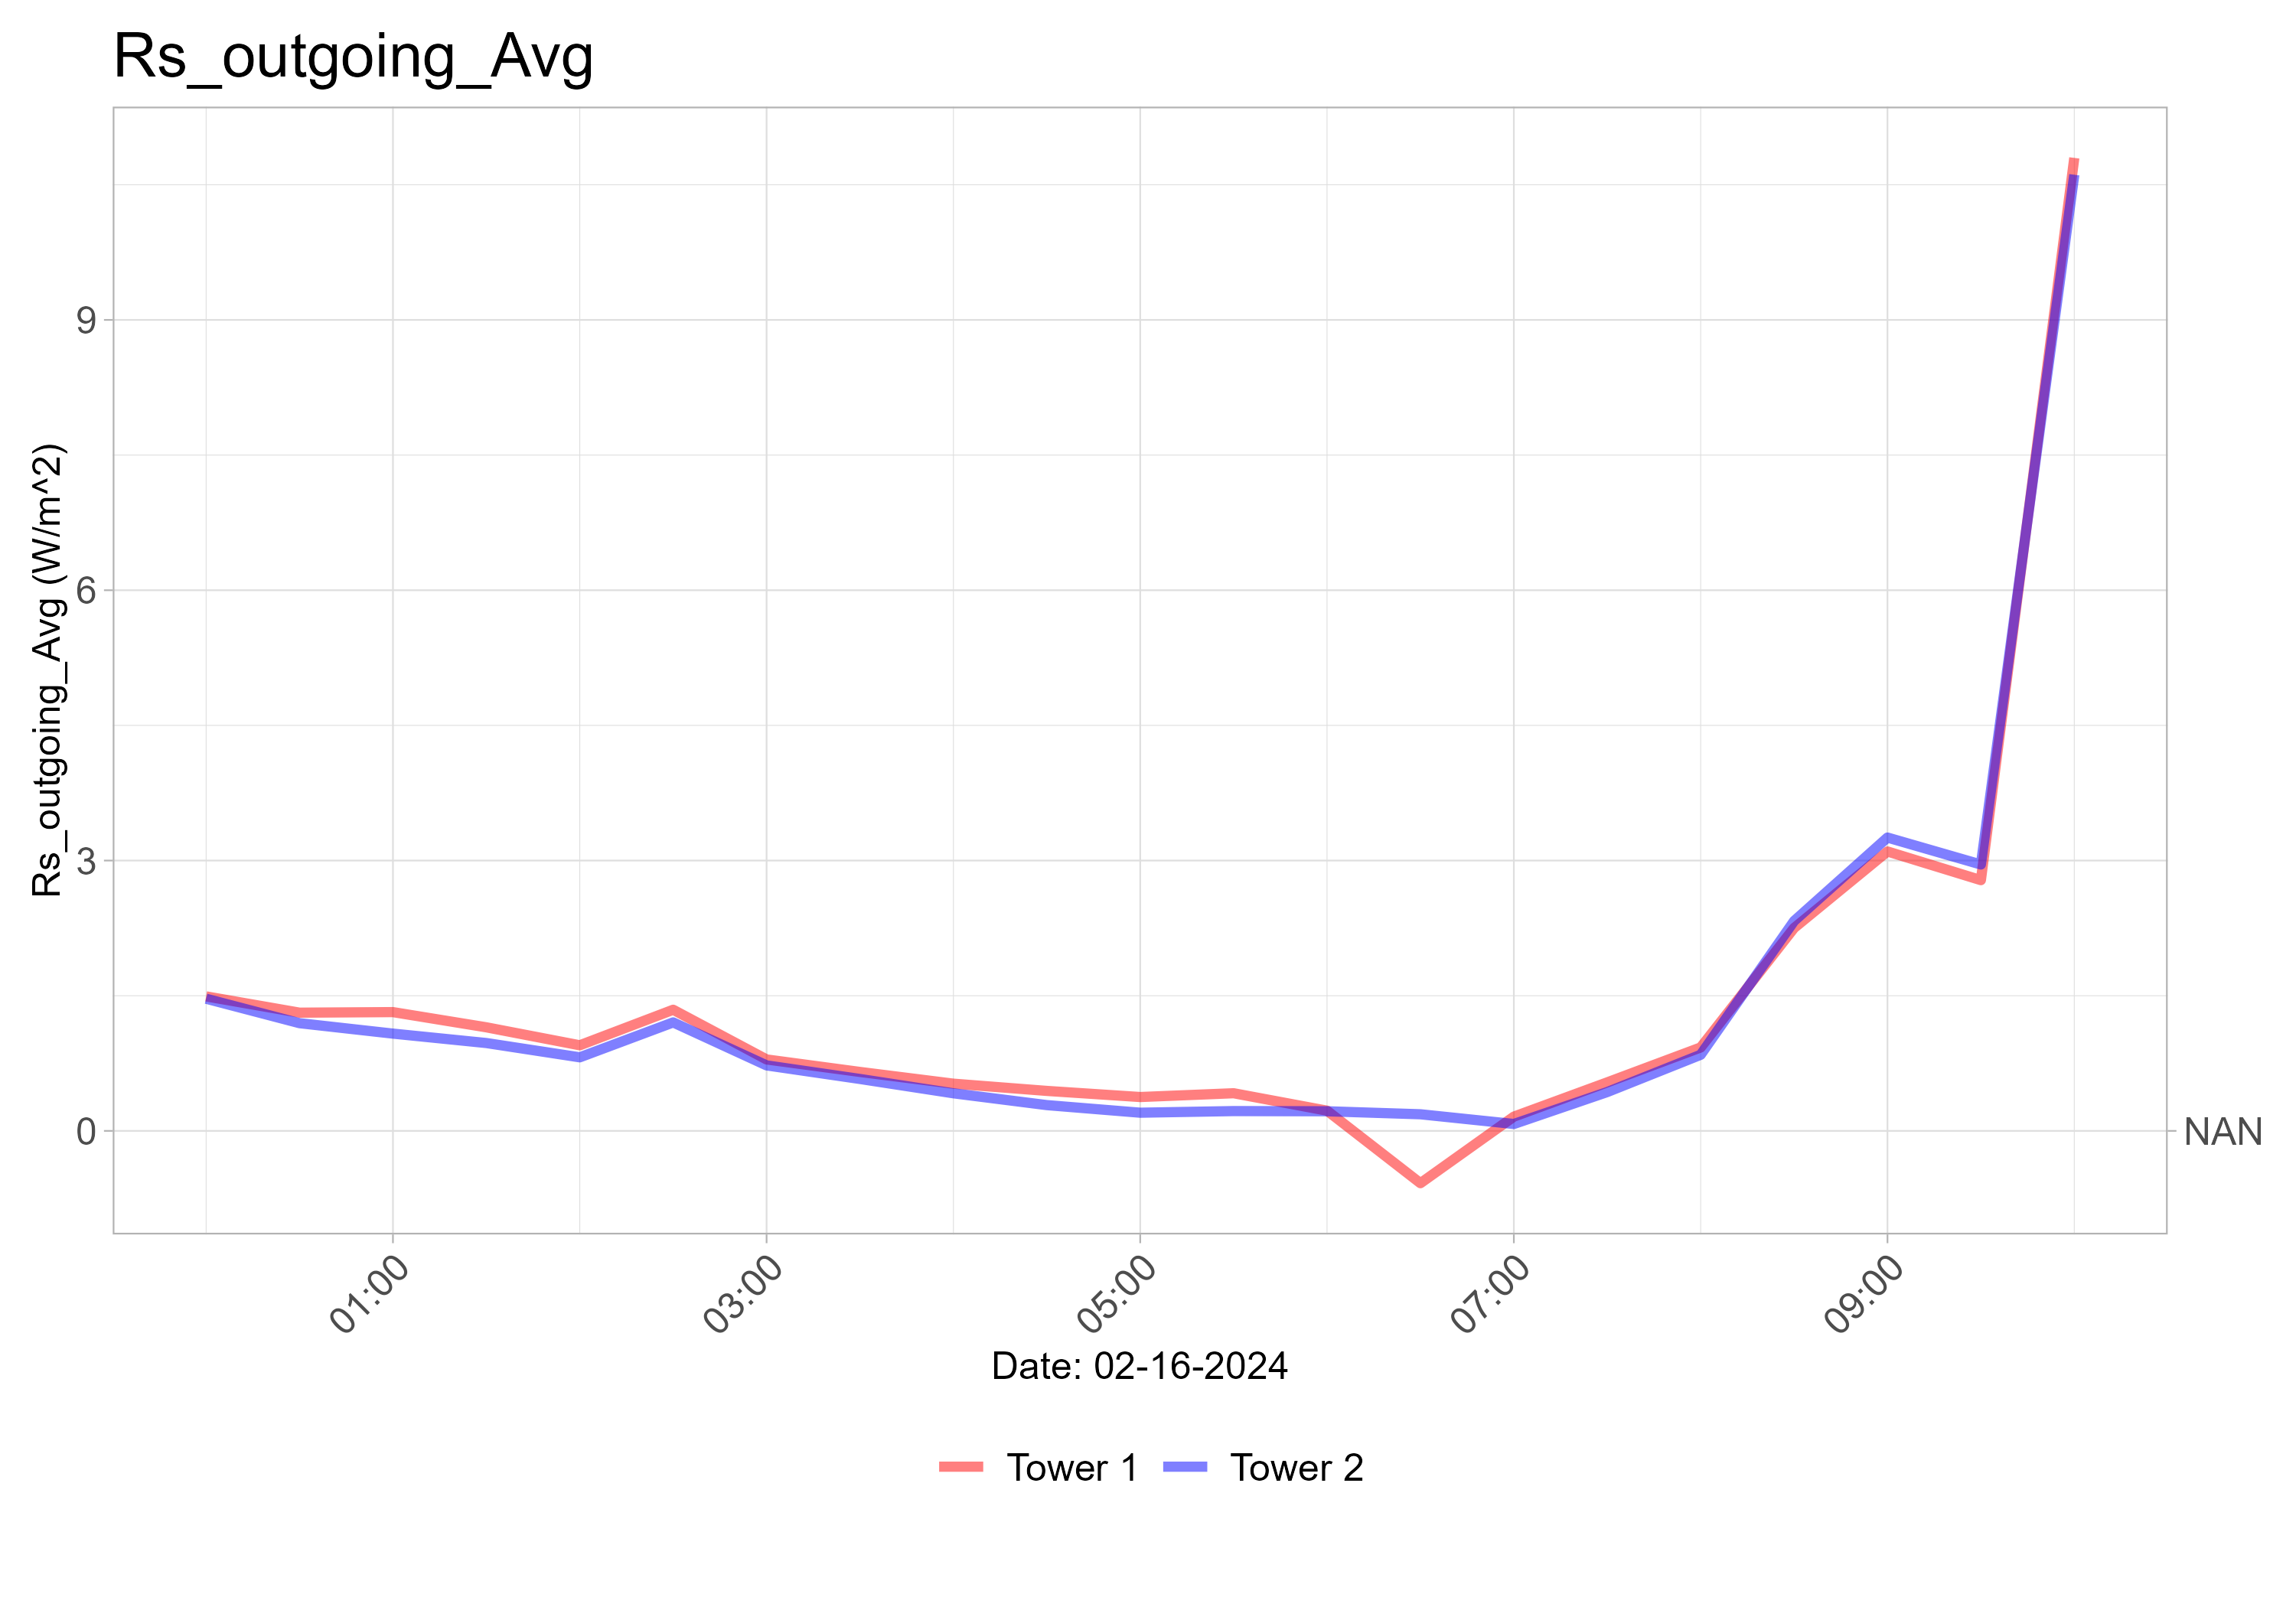 Rs_outgoing_Avg
Rs_outgoing_Avg (W/m^2)
9
6
3
0
NAN
01:00
03:00
05:00
07:00
09:00
Date: 02-16-2024
Tower 1
Tower 2